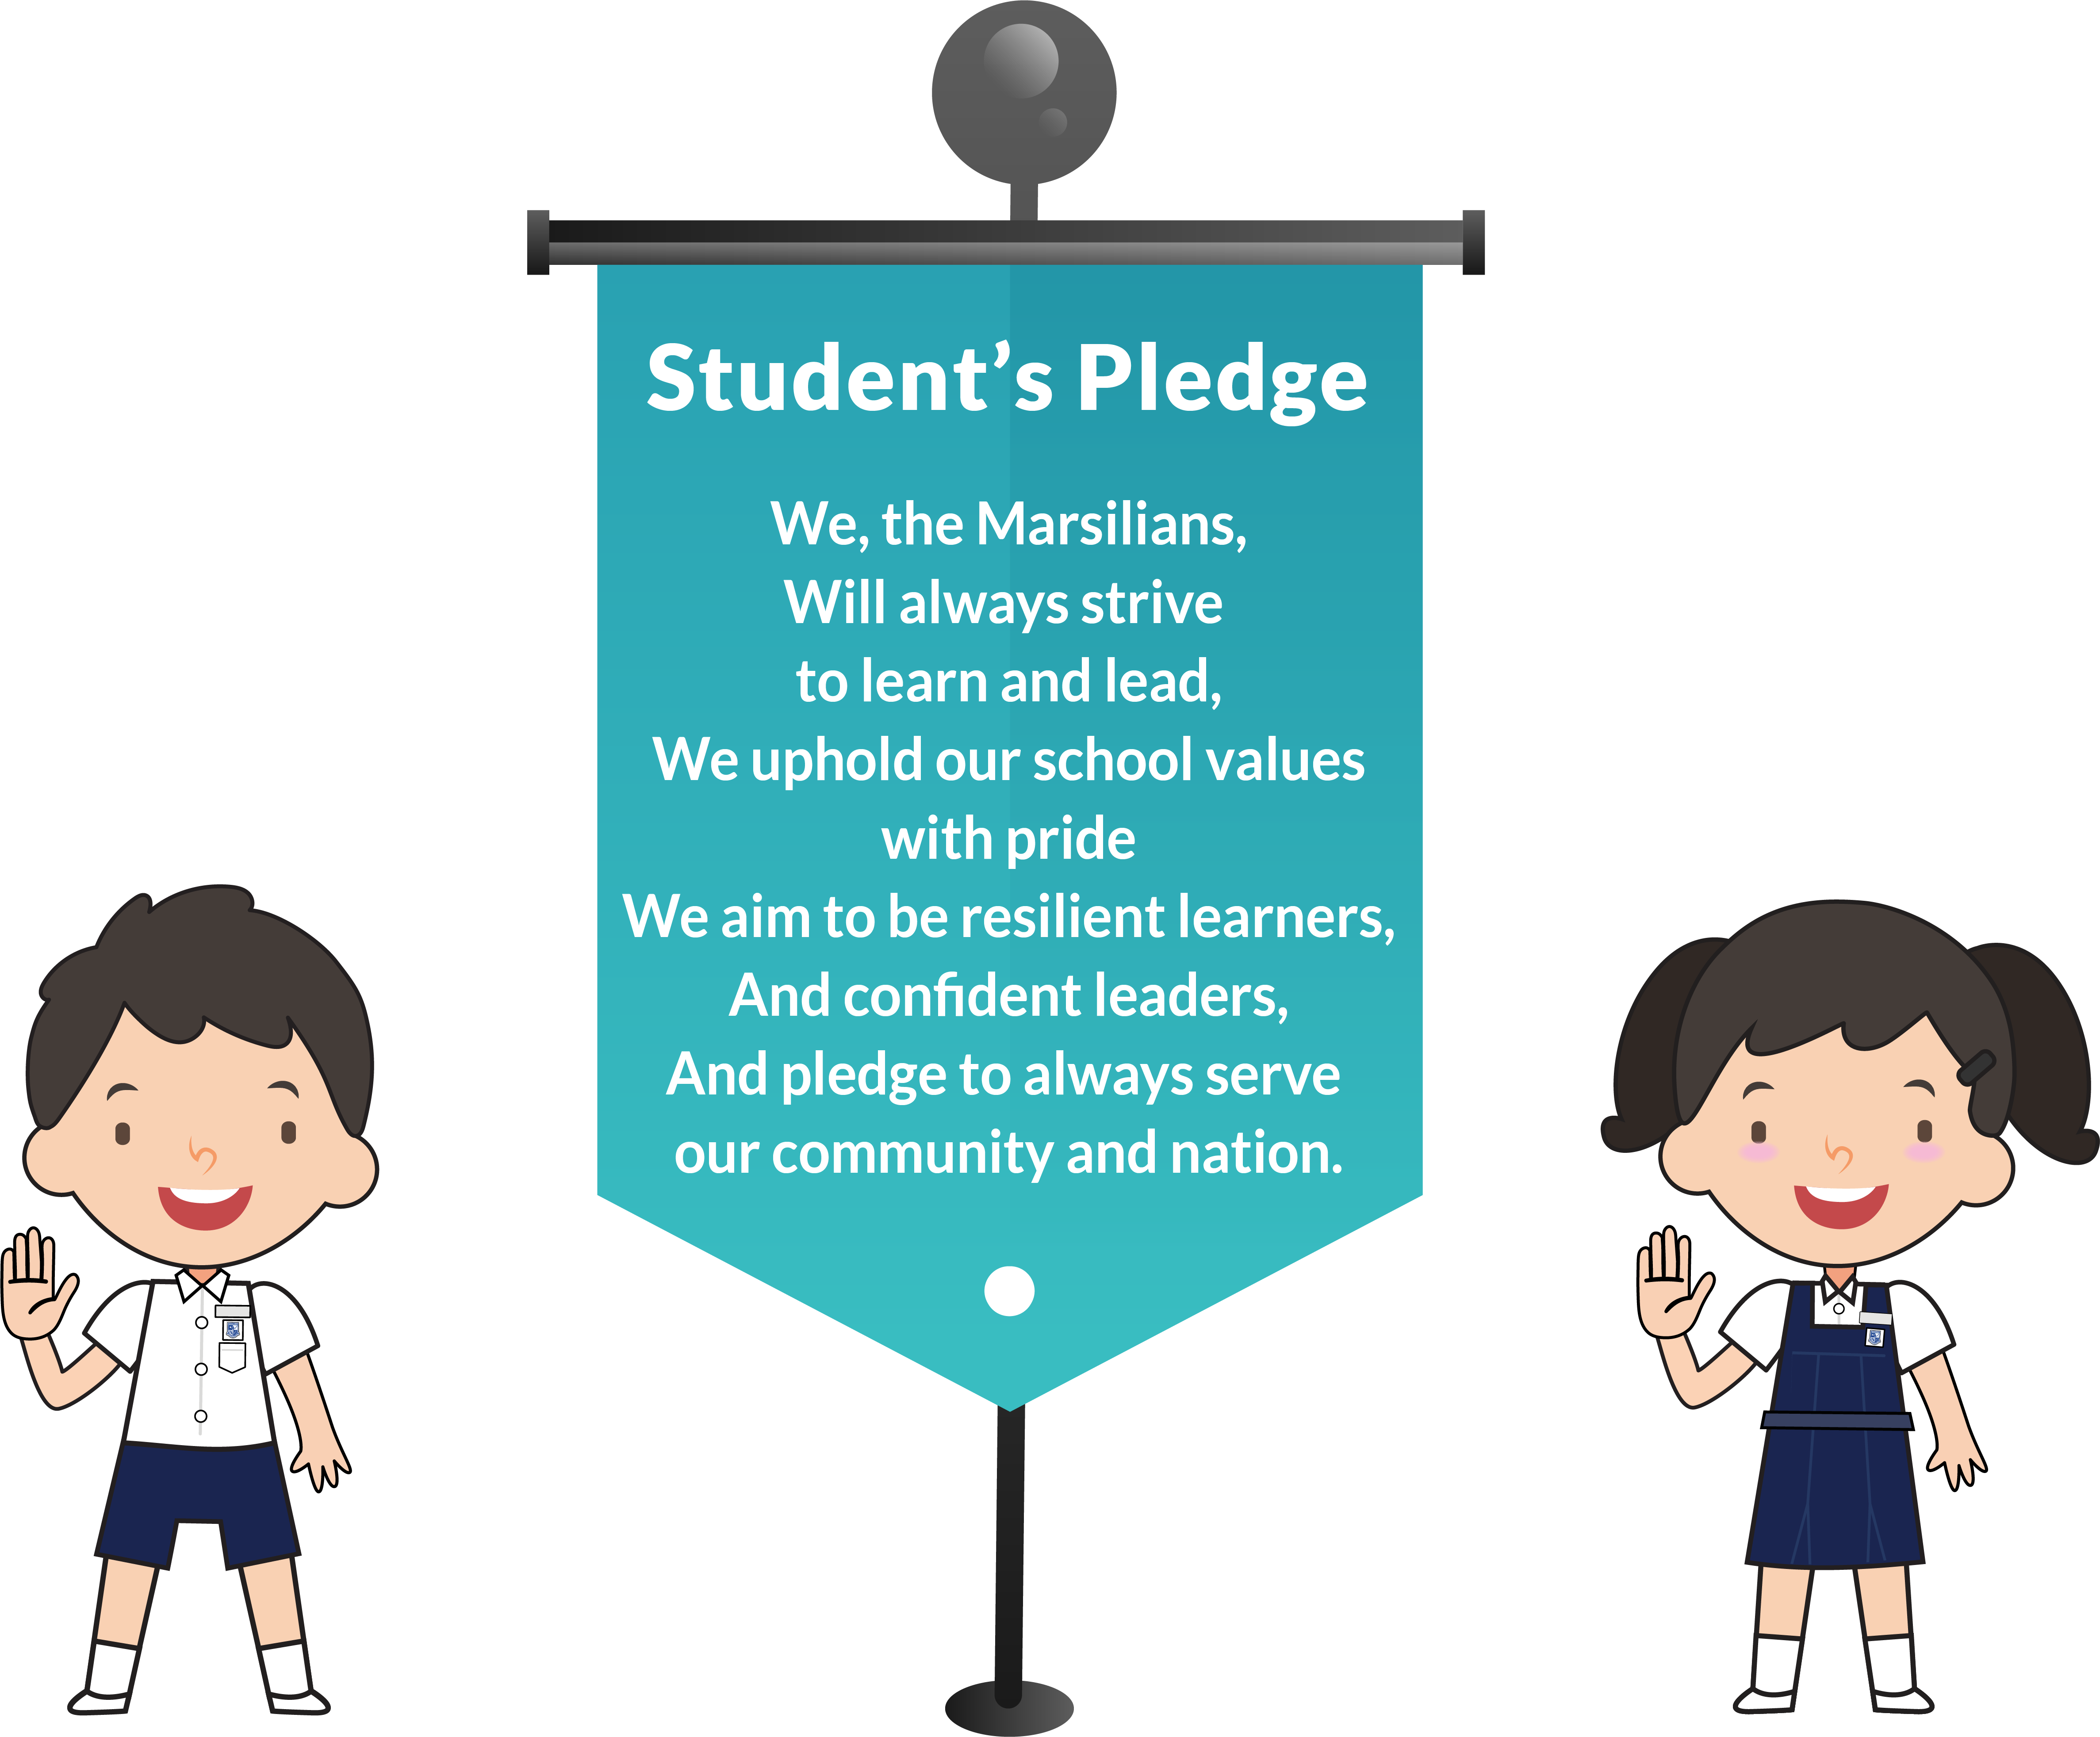 Student’s Pledge
We, the Marsilians,
Will always strive
to learn and lead,
We uphold our school values
with pride
We aim to be resilient learners,
And confident leaders,
And pledge to always serve
our community and nation.